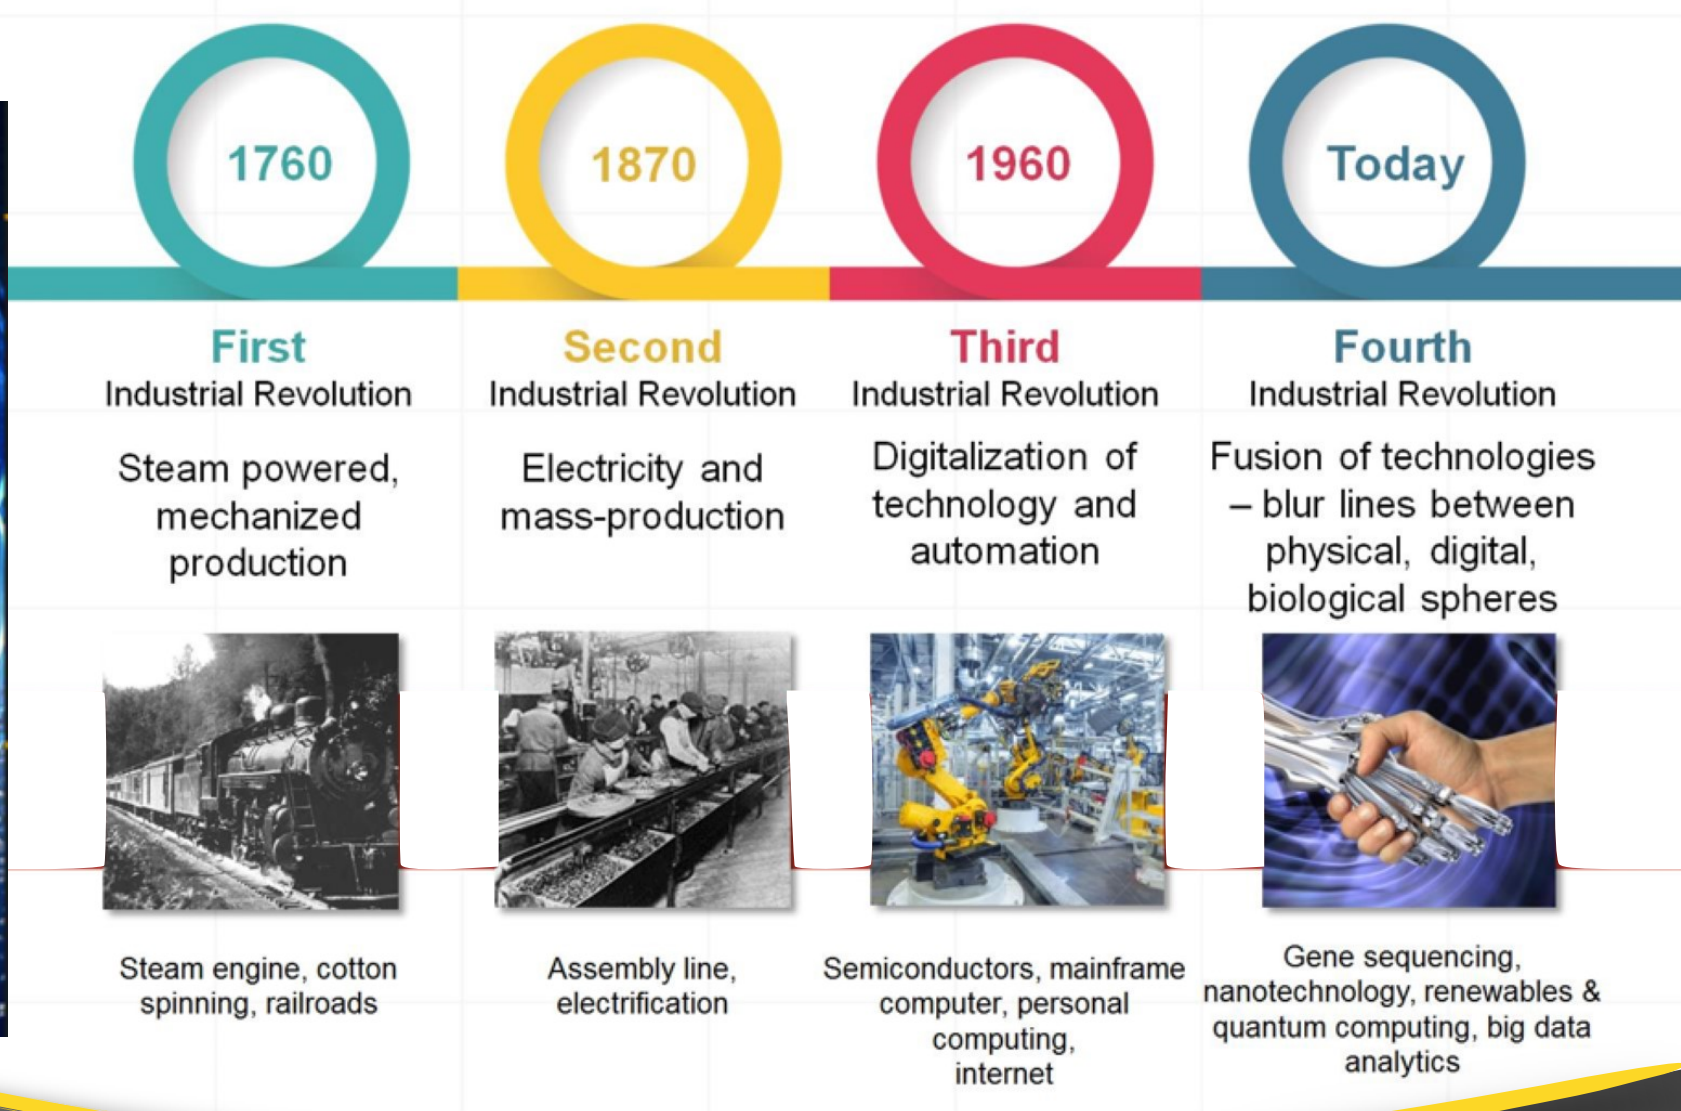 1760
1870
1960
Today
First
Industrial Revolution
Steam powered,
mechanized
production
Steam engine, cotton
spinning, railroads
Second
Industrial Revolution
Electricity and
mass-production
Assembly line,
electrification
Third
Industrial Revolution
Digitalization of
technology and
automation
Semiconductors, mainframe
computer, personal
computing,
internet
Fourth
Industrial Revolution
Fusion of technologies
– blur lines between
physical, digital,
biological spheres
Gene sequencing,
nanotechnology, renewables &
quantum computing, big data
analytics